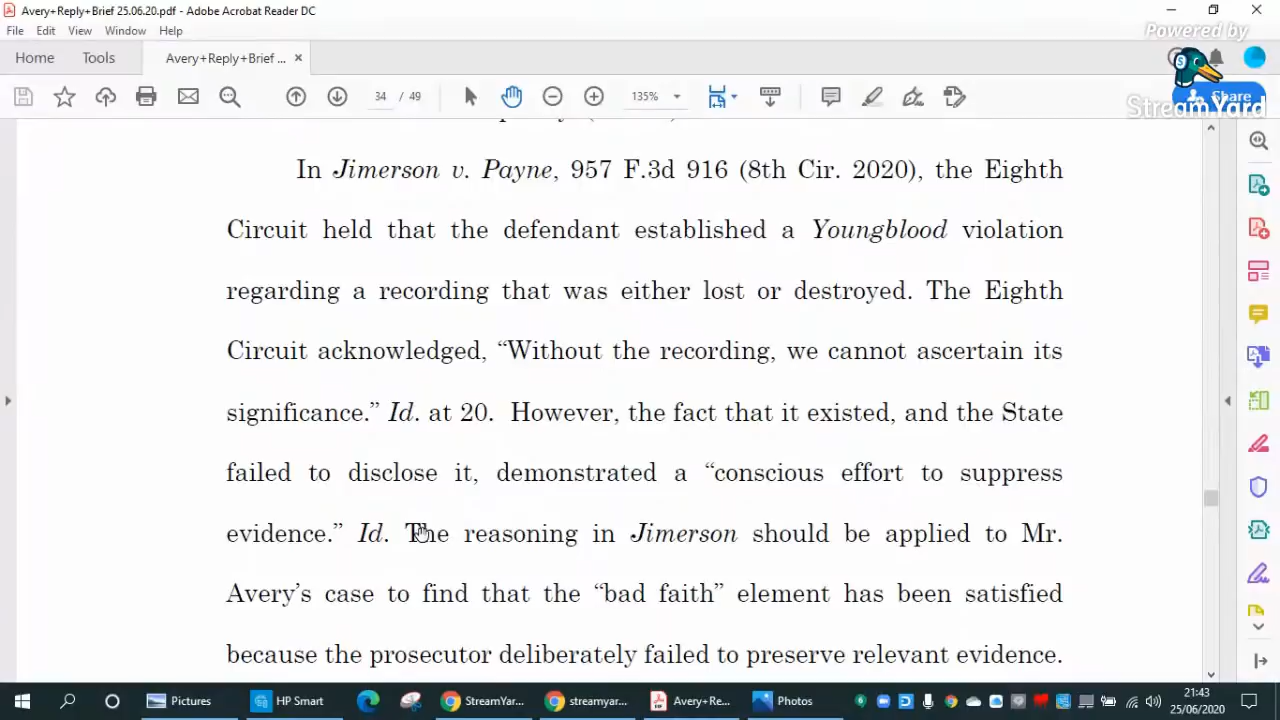 Avery+Reply+Brief 25.06.20.pdf - Adobe Acrobat Reader DC
Powered by
File Edit View Window Help
Home Tools Avery+Reply+Brief ... ×
StreamYard
Share
34 / 49 135%
In Jimerson v. Payne, 957 F.3d 916 (8th Cir. 2020), the Eighth
Circuit held that the defendant established a Youngblood violation
regarding a recording that was either lost or destroyed. The Eighth
Circuit acknowledged, “Without the recording, we cannot ascertain its
significance.” Id. at 20. However, the fact that it existed, and the State
failed to disclose it, demonstrated a “conscious effort to suppress
evidence.” Id. The reasoning in Jimerson should be applied to Mr.
Avery’s case to find that the “bad faith” element has been satisfied
because the prosecutor deliberately failed to preserve relevant evidence.
Pictures HP Smart StreamYar... streamyar... Avery+Re... Photos
21:43
25/06/2020